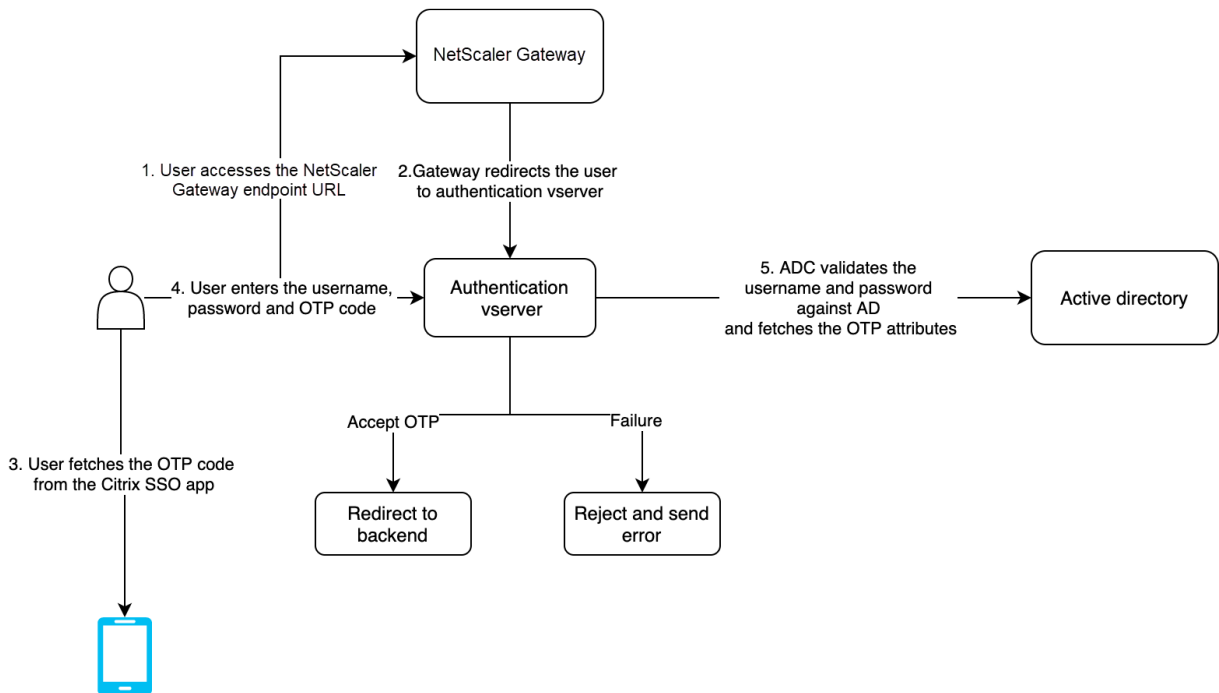 NetScaler Gateway
1. User accesses the NetScaler
Gateway endpoint URL
2.Gateway redirects the user
to authentication vserver
4. User enters the username,
password and OTP code
Authentication
vserver
5. ADC validates the
username and password
against AD
and fetches the OTP attributes
Active directory
Accept OTP
Failure
3. User fetches the OTP code
from the Citrix SSO app
Redirect to
backend
Reject and send
error